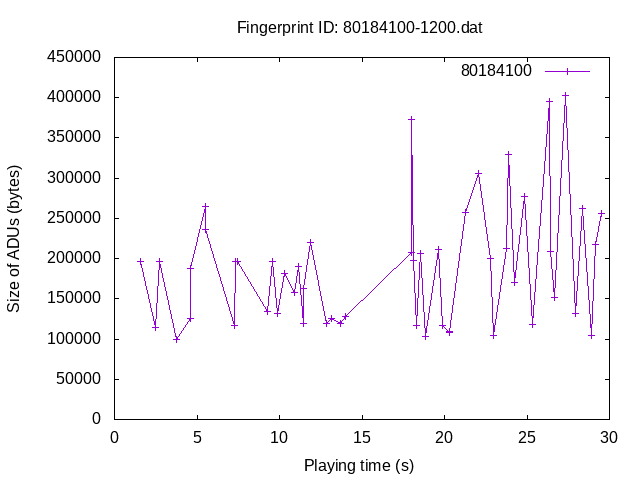 Fingerprint ID: 80184100-1200.dat
450000
80184100
400000
350000
300000
250000
200000
150000
100000
50000
0
Size of ADUs (bytes)
0 5 10 15 20 25 30
Playing time (s)